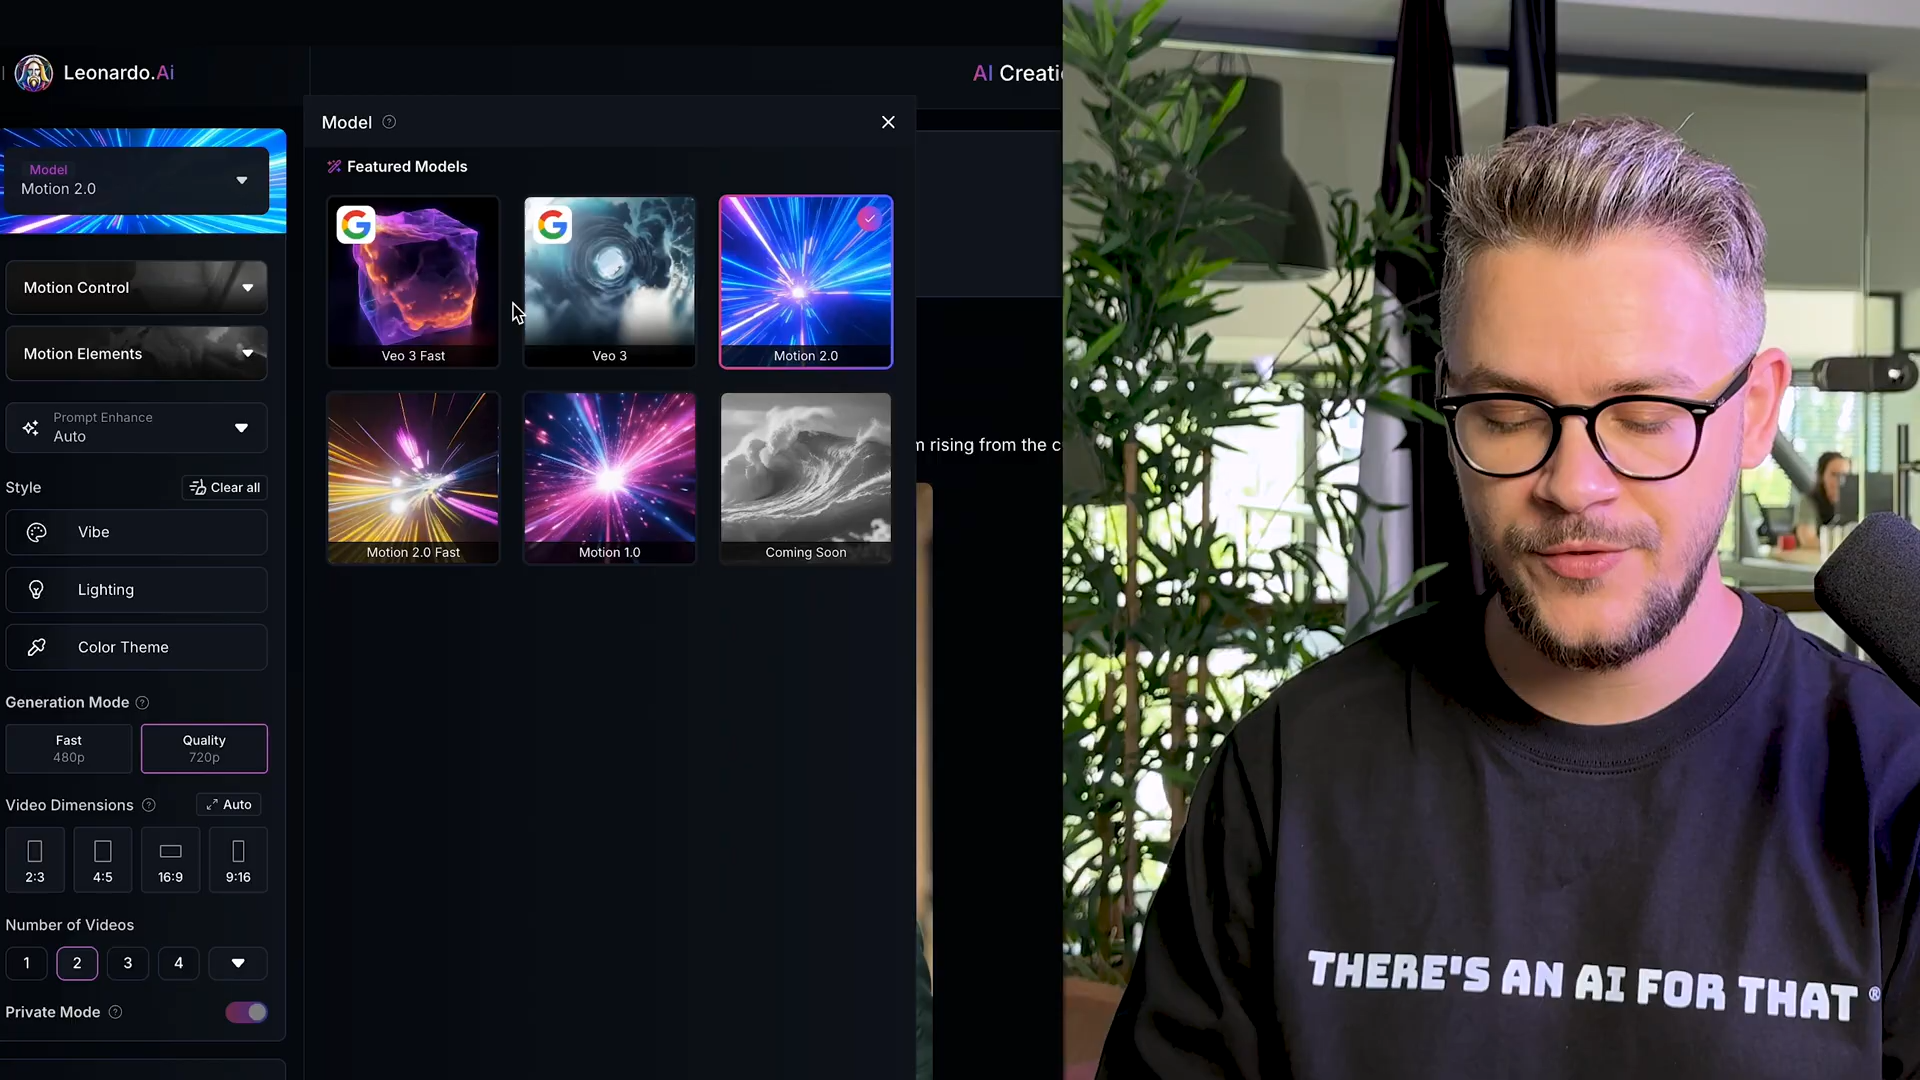 Leonardo.Ai
AI Creatio
Model
Motion 2.0
Motion Control
Motion Elements
Prompt Enhance
Auto
Style
Clear all
Vibe
Lighting
Color Theme
Generation Mode
Fast
480p
Quality
720p
Video Dimensions
Auto
2:3
4:5
16:9
9:16
Number of Videos
1
2
3
4
Private Mode
Model
Featured Models
Veo 3 Fast
Veo 3
Motion 2.0
Motion 2.0 Fast
Motion 1.0
Coming Soon
m rising from the c
THERE'S AN AI FOR THAT ®